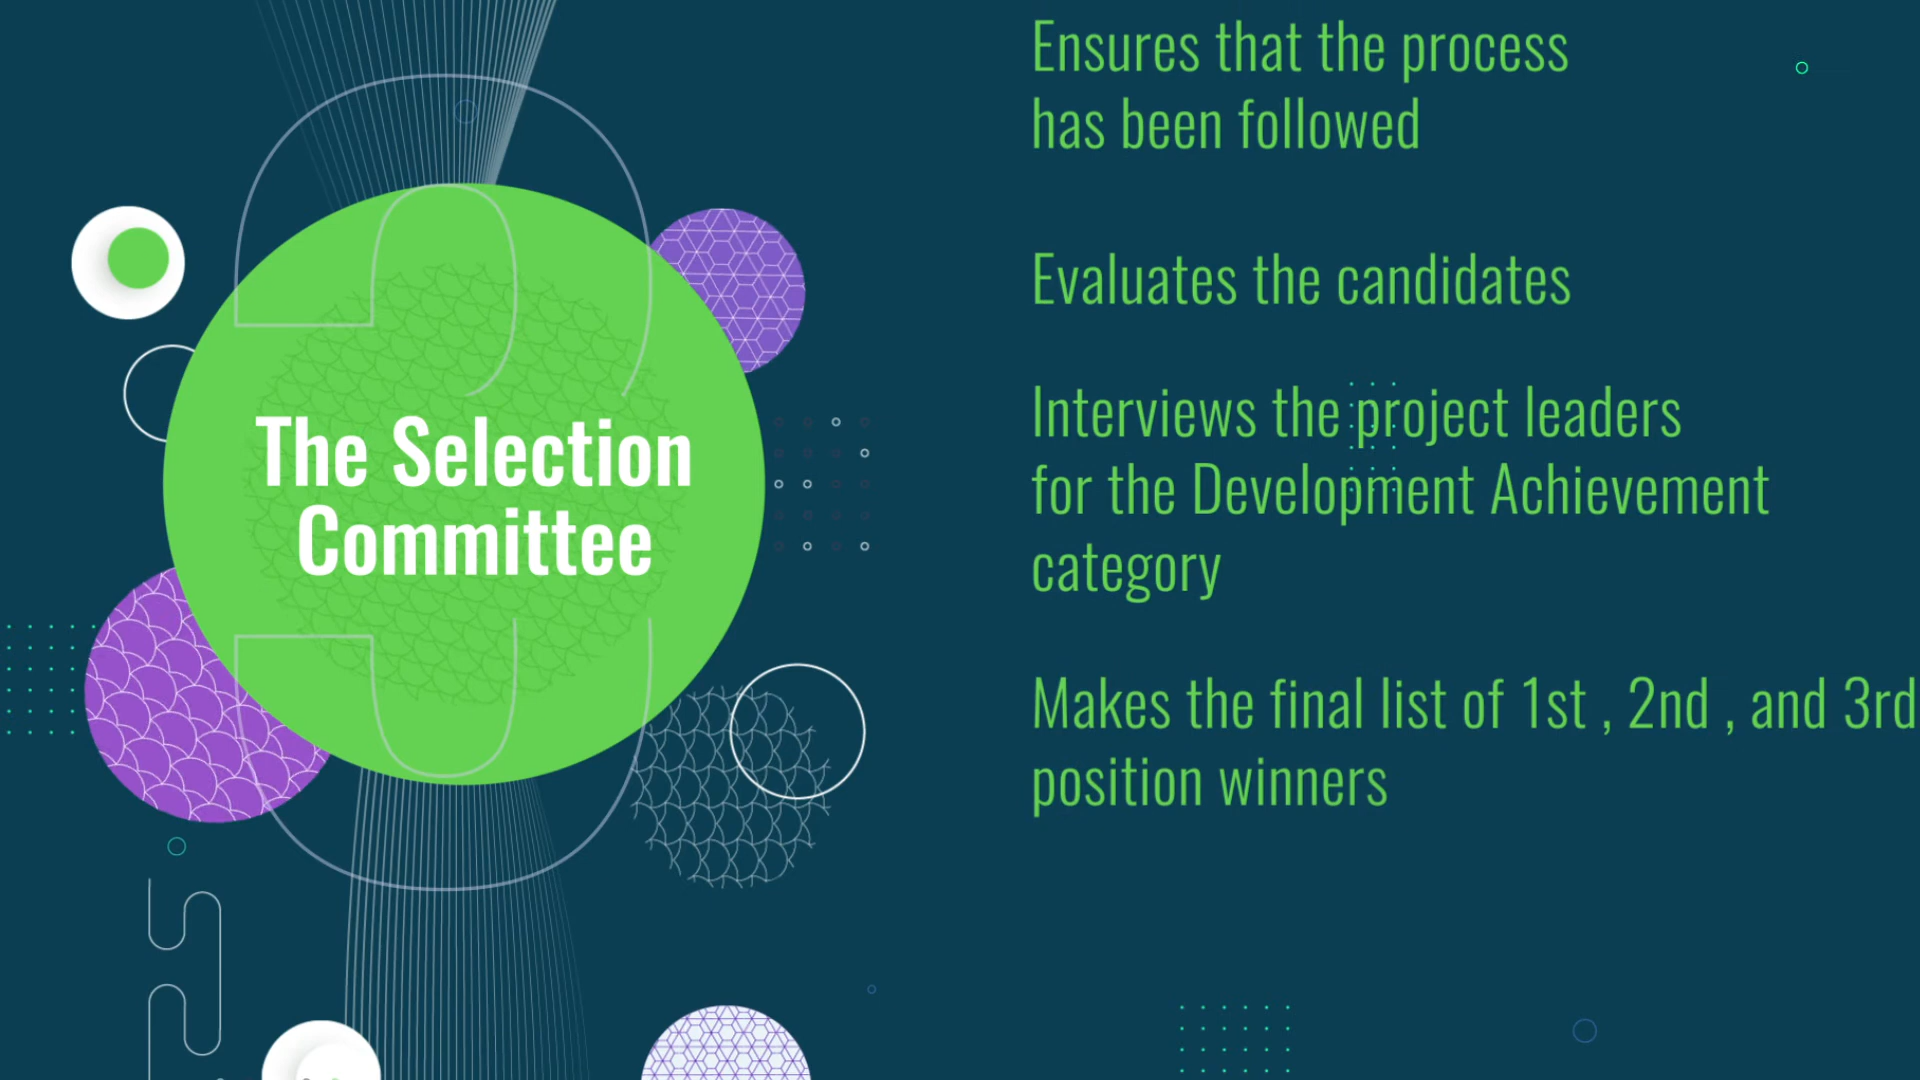 The Selection
Committee
Ensures that the process
has been followed
Evaluates the candidates
Interviews the project leaders
for the Development Achievement
category
Makes the final list of 1st , 2nd , and 3rd
position winners